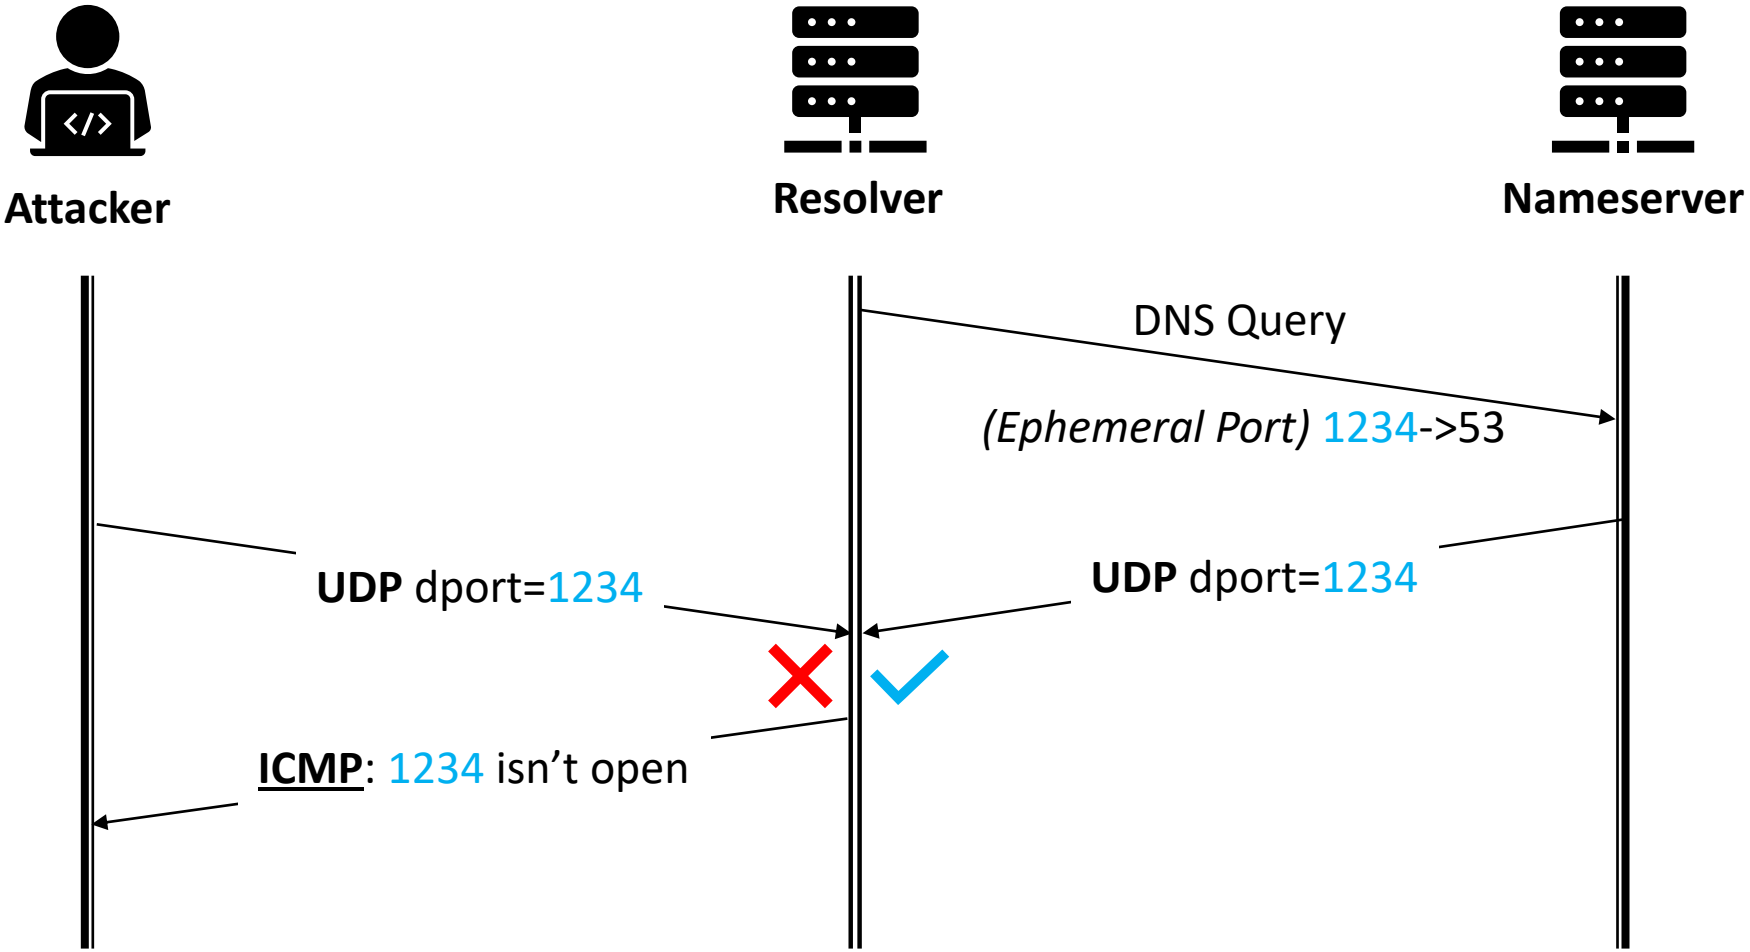 </>
Attacker
Resolver
Nameserver
DNS Query
(Ephemeral Port) 1234->53
UDP dport=1234
UDP dport=1234
ICMP: 1234 isn’t open